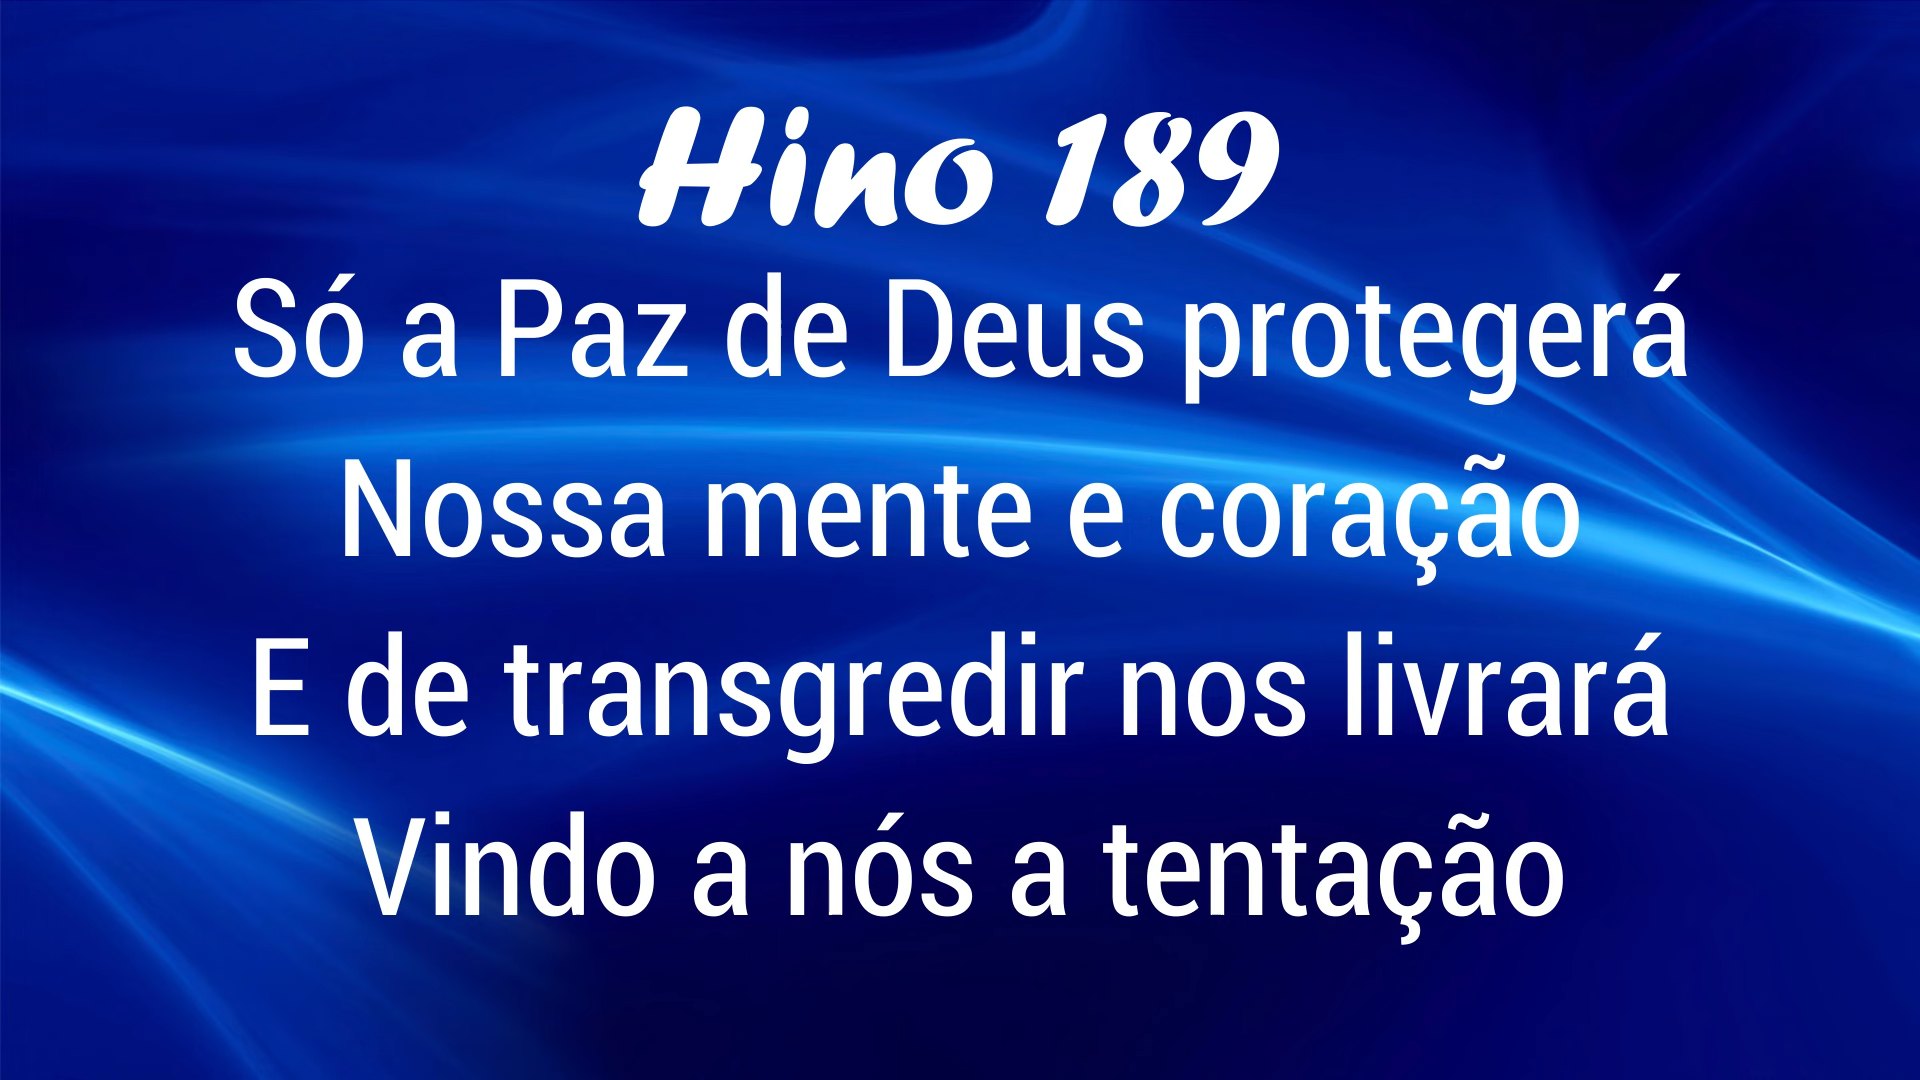 Hino 189
Só a Paz de Deus protegerá
Nossa mente e coração
E de transgredir nos livrará
Vindo a nós a tentação